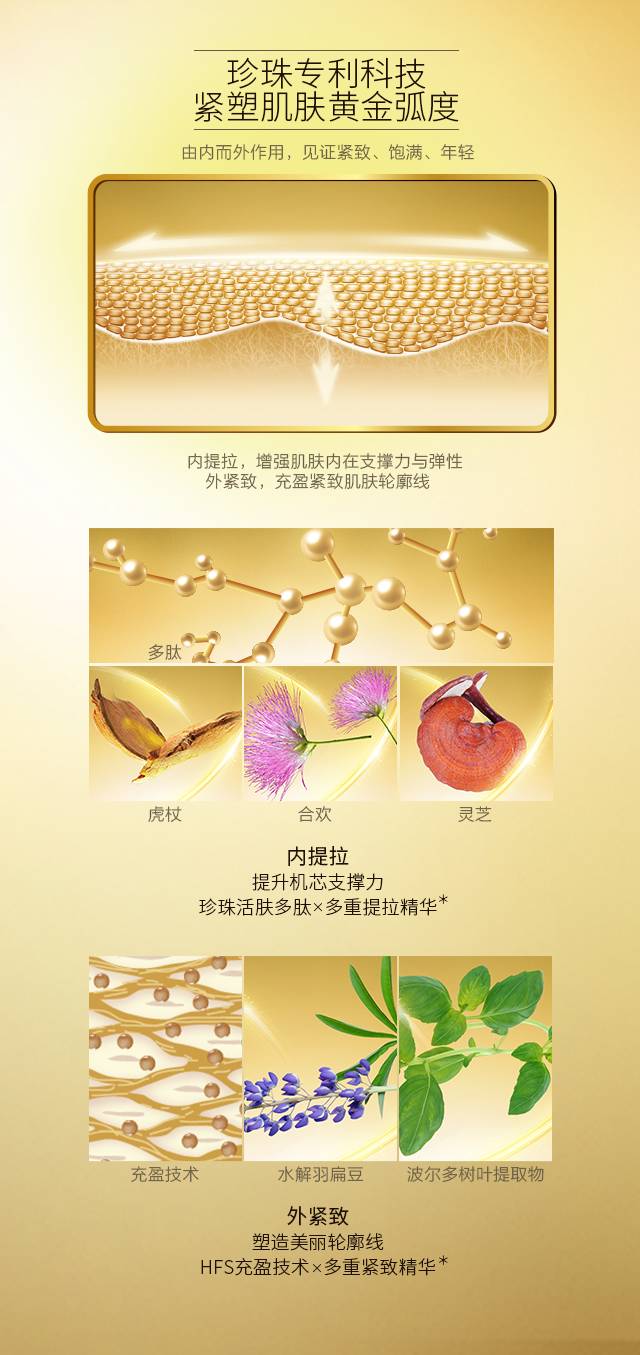 珍珠专利科技
紧塑肌肤黄金弧度
由内而外作用，见证紧致、饱满、年轻
内提拉，增强肌肤内在支撑力与弹性
外紧致，充盈紧致肌肤轮廓线
多肽
虎杖
合欢
灵芝
内提拉
提升机芯支撑力
珍珠活肤多肽×多重提拉精华*
充盈技术
水解羽扁豆
波尔多树叶提取物
外紧致
塑造美丽轮廓线
HFS充盈技术×多重紧致精华*